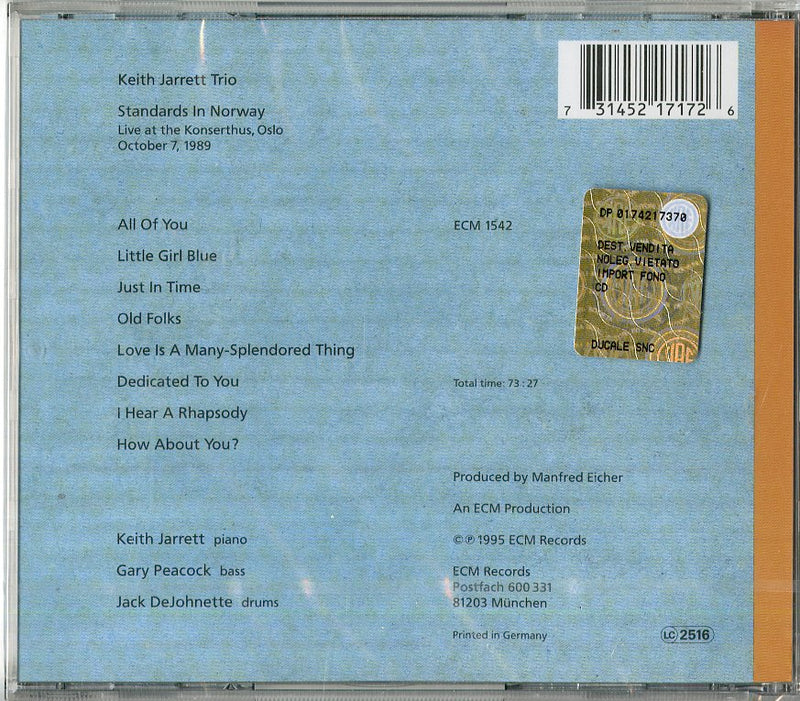 Keith Jarrett Trio
Standards In Norway
Live at the Konserthus, Oslo
October 7, 1989
7 31452 17172 6
All Of You
Little Girl Blue
Just In Time
Old Folks
Love Is A Many-Splendored Thing
Dedicated To You
I Hear A Rhapsody
How About You?
ECM 1542
DP 0174217370
DEST.VENDITA
NOLEG.VIETATO
IMPORT FONO
CD
DUCALE SNC
Total time: 73:27
Keith Jarrett piano
Gary Peacock bass
Jack DeJohnette drums
Produced by Manfred Eicher
An ECM Production
©℗ 1995 ECM Records
ECM Records
Postfach 600 331
81203 München
Printed in Germany
LC 2516